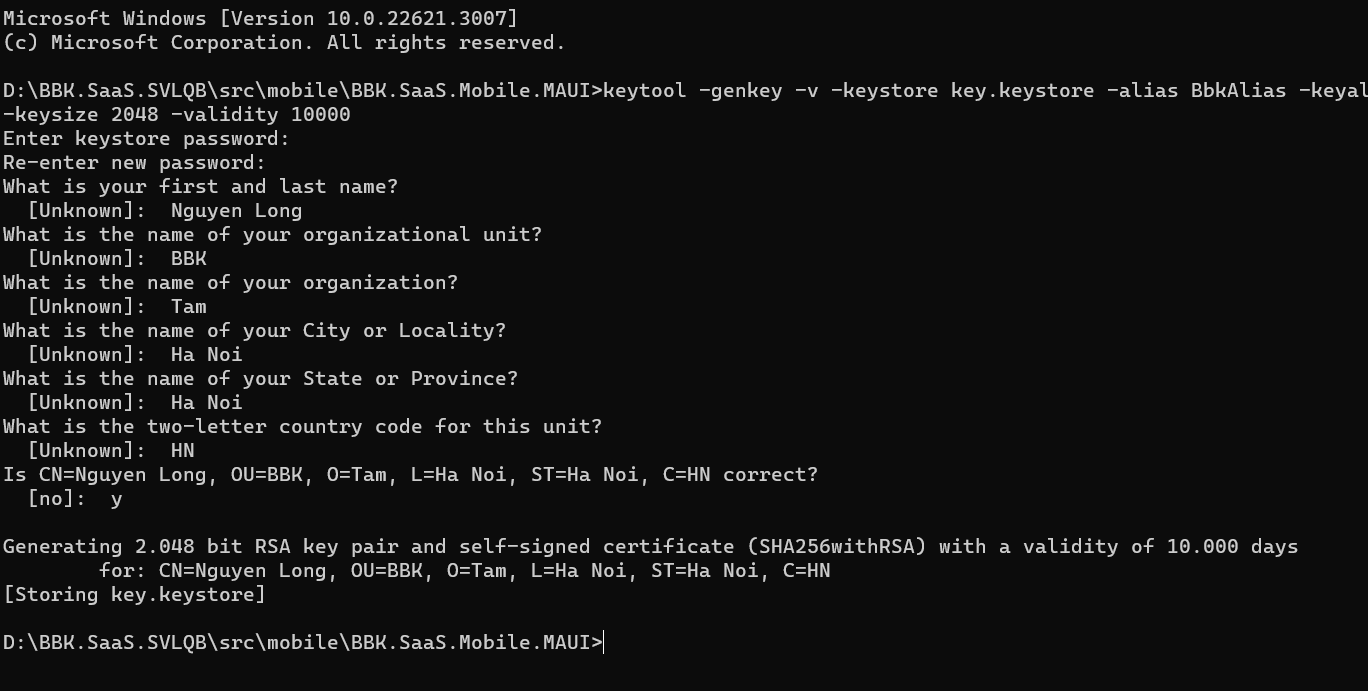 Microsoft Windows [Version 10.0.22621.3007]
(c) Microsoft Corporation. All rights reserved.
D:\BBK.SaaS.SVLQB\src\mobile\BBK.SaaS.Mobile.MAUI>keytool -genkey -v -keystore key.keystore -alias BbkAlias -keyal
-keysize 2048 -validity 10000
Enter keystore password:
Re-enter new password:
What is your first and last name?
[Unknown]:  Nguyen Long
What is the name of your organizational unit?
[Unknown]:  BBK
What is the name of your organization?
[Unknown]:  Tam
What is the name of your City or Locality?
[Unknown]:  Ha Noi
What is the name of your State or Province?
[Unknown]:  Ha Noi
What is the two-letter country code for this unit?
[Unknown]:  HN
Is CN=Nguyen Long, OU=BBK, O=Tam, L=Ha Noi, ST=Ha Noi, C=HN correct?
[no]:  y
Generating 2.048 bit RSA key pair and self-signed certificate (SHA256withRSA) with a validity of 10.000 days
for: CN=Nguyen Long, OU=BBK, O=Tam, L=Ha Noi, ST=Ha Noi, C=HN
[Storing key.keystore]
D:\BBK.SaaS.SVLQB\src\mobile\BBK.SaaS.Mobile.MAUI>